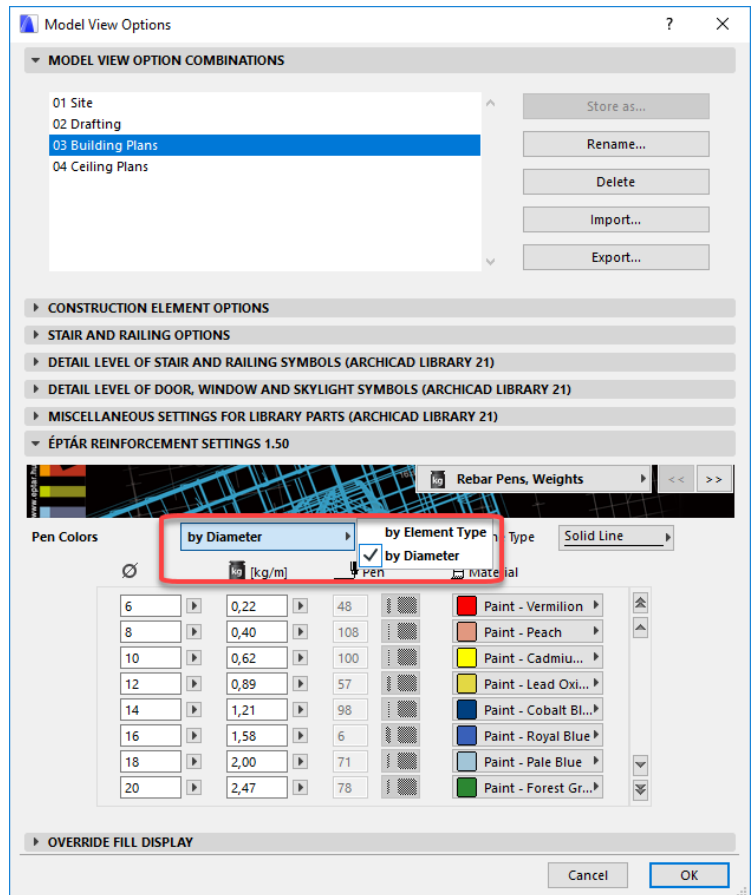 Model View Options ? ×
MODEL VIEW OPTION COMBINATIONS
01 Site
02 Drafting
03 Building Plans
04 Ceiling Plans
Store as...
Rename...
Delete
Import...
Export...
CONSTRUCTION ELEMENT OPTIONS
STAIR AND RAILING OPTIONS
DETAIL LEVEL OF STAIR AND RAILING SYMBOLS (ARCHICAD LIBRARY 21)
DETAIL LEVEL OF DOOR, WINDOW AND SKYLIGHT SYMBOLS (ARCHICAD LIBRARY 21)
MISCELLANEOUS SETTINGS FOR LIBRARY PARTS (ARCHICAD LIBRARY 21)
ÉPTÁR REINFORCEMENT SETTINGS 1.50
www.eptar.hu
kg Rebar Pens, Weights << >>
Pen Colors by Diameter by Element Type Type Solid Line
by Diameter
Ø kg [kg/m] Pen Material
6 0,22 48 Paint - Vermilion
8 0,40 108 Paint - Peach
10 0,62 100 Paint - Cadmiu...
12 0,89 57 Paint - Lead Oxi...
14 1,21 98 Paint - Cobalt Bl...
16 1,58 6 Paint - Royal Blue
18 2,00 71 Paint - Pale Blue
20 2,47 78 Paint - Forest Gr...
OVERRIDE FILL DISPLAY
Cancel OK